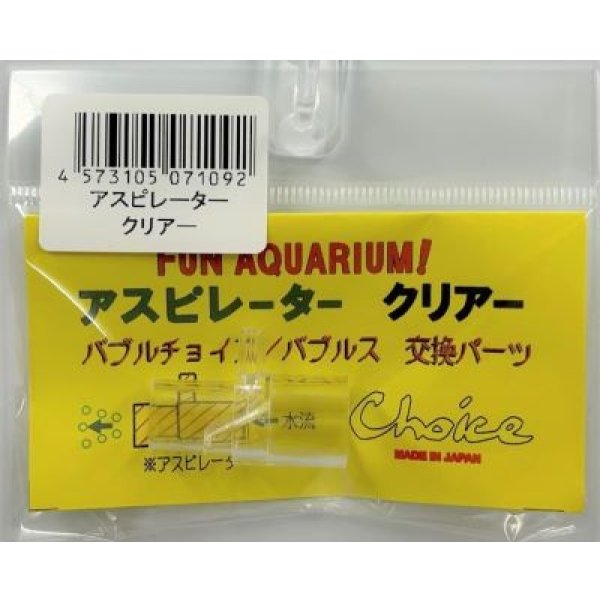 4 573105 071092
アスピレーター
クリアー
FUN AQUARIUM!
アスピレーター クリアー
バブルチョイス/バブルス 交換パーツ
水流
Choice
※アスピレータ
MADE IN JAPAN